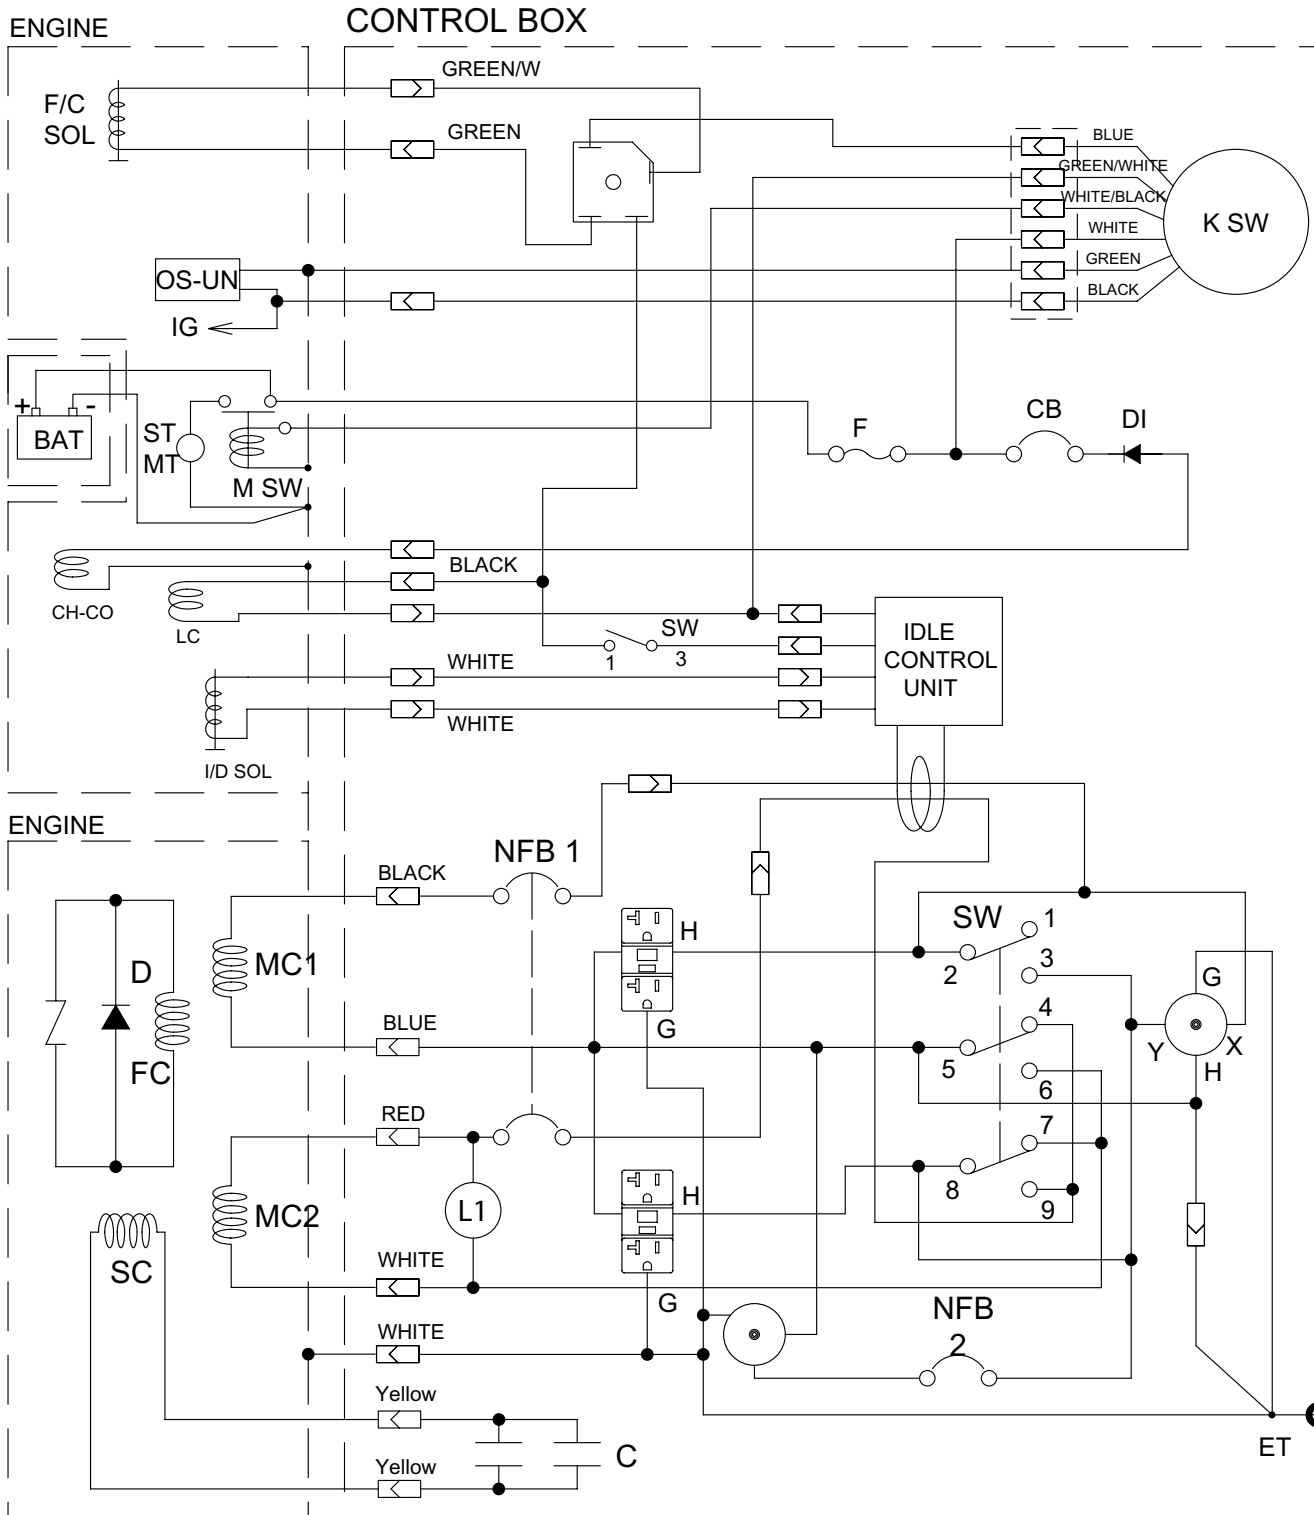 ENGINE
CONTROL BOX
GREEN/W
F/C
SOL
GREEN
BLUE
GREEN/WHITE
WHITE/BLACK
WHITE
GREEN
BLACK
K SW
OS-UN
IG
+
-
BAT
ST
MT
M SW
F
CB
DI
BLACK
CH-CO
LC
SW
1
3
IDLE
CONTROL
UNIT
WHITE
WHITE
I/D SOL
ENGINE
NFB 1
BLACK
H
SW
1
2
3
D
MC1
G
G
BLUE
4
5
Y
X
H
FC
6
RED
7
H
8
9
MC2
L1
SC
WHITE
G
NFB
2
WHITE
Yellow
C
Yellow
ET